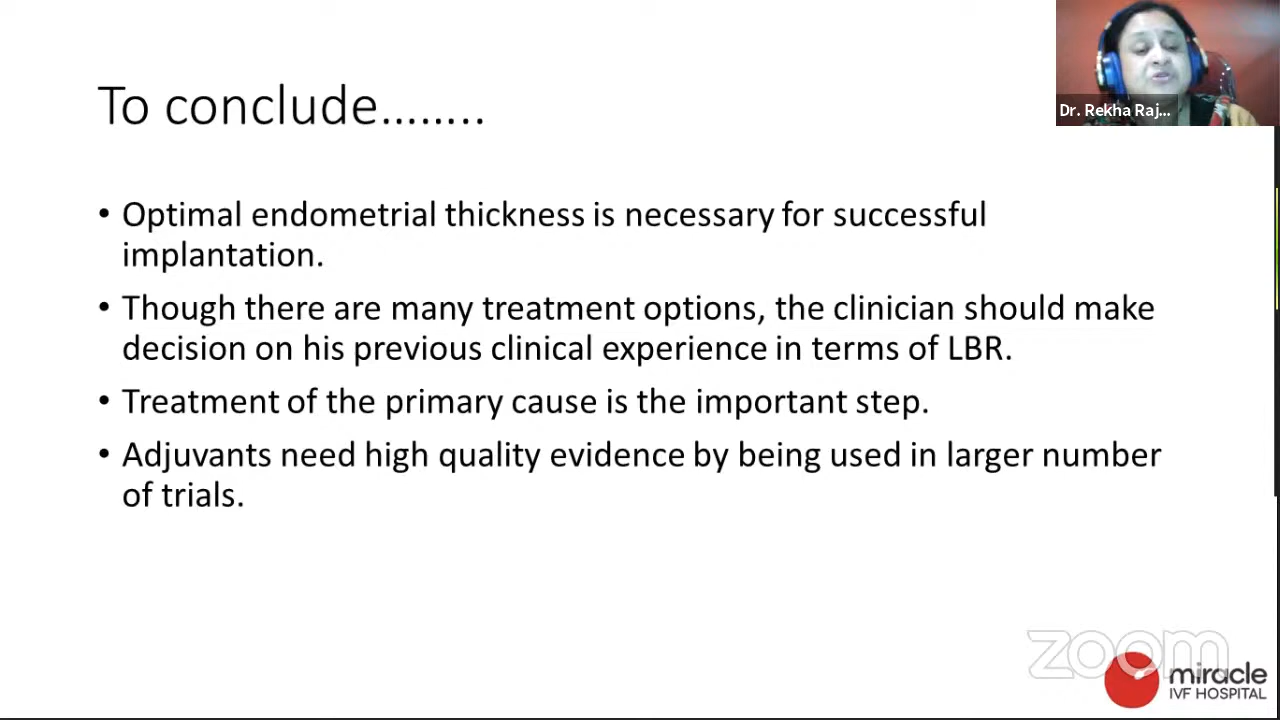 To conclude……..
• Optimal endometrial thickness is necessary for successful
implantation.
• Though there are many treatment options, the clinician should make
decision on his previous clinical experience in terms of LBR.
• Treatment of the primary cause is the important step.
• Adjuvants need high quality evidence by being used in larger number
of trials.
Dr. Rekha Raj...
zoom
miracle
IVF HOSPITAL